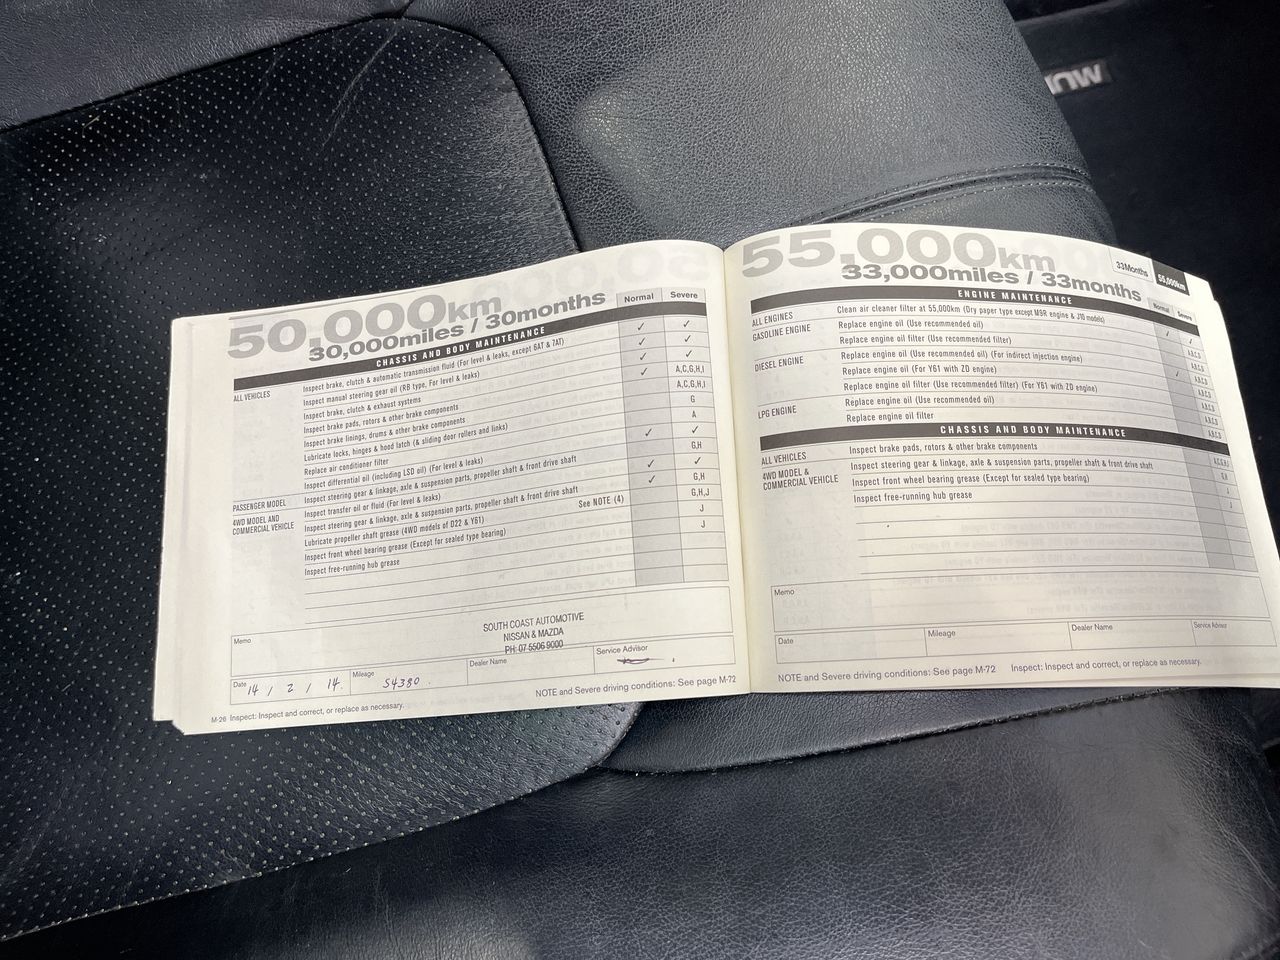 50,000km
30,000miles / 30months
Normal Severe
CHASSIS AND BODY MAINTENANCE
ALL VEHICLES Inspect brake, clutch & automatic transmission fluid (For level & leaks, except 6AT & 7AT) ✓ ✓
Inspect manual steering gear oil (RB type, For level & leaks) ✓ ✓
Inspect brake, clutch & exhaust systems ✓ ✓
Inspect brake pads, rotors & other brake components ✓ A,C,G,H,I
Inspect brake linings, drums & other brake components A,C,G,H,I
Lubricate locks, hinges & hood latch (& sliding door rollers and links) G
Replace air conditioner filter A
Inspect differential oil (including LSD oil) (For level & leaks) ✓ ✓
PASSENGER MODEL Inspect steering gear & linkage, axle & suspension parts, propeller shaft & front drive shaft G,H
4WD MODEL AND COMMERCIAL VEHICLE Inspect transfer oil or fluid (For level & leaks) ✓ ✓
Inspect steering gear & linkage, axle & suspension parts, propeller shaft & front drive shaft ✓ G,H
Lubricate propeller shaft grease (4WD models of D22 & Y61) See NOTE (4) G,H,J
Inspect front wheel bearing grease (Except for sealed type bearing) J
Inspect free-running hub grease J
Memo
SOUTH COAST AUTOMOTIVE
NISSAN & MAZDA
PH: 07 5506 9000
Date 14 / 2 / 14. Mileage 54380. Dealer Name Service Advisor
NOTE and Severe driving conditions: See page M-72
M-26 Inspect: Inspect and correct, or replace as necessary.
55,000km
33,000miles / 33months
33Months 55,000km
Normal Severe
ENGINE MAINTENANCE
ALL ENGINES Clean air cleaner filter at 55,000km (Dry paper type except M9R engine & J10 models) ✓
GASOLINE ENGINE Replace engine oil (Use recommended oil) ✓ ✓
Replace engine oil filter (Use recommended filter) A,B,C,D
DIESEL ENGINE Replace engine oil (Use recommended oil) (For indirect injection engine) A,B,C,D
Replace engine oil (For Y61 with ZD engine) ✓ A,B,C,D
Replace engine oil filter (Use recommended filter) (For Y61 with ZD engine) A,B,C,D
LPG ENGINE Replace engine oil (Use recommended oil) A,B,C,D
Replace engine oil filter A,B,C,D
CHASSIS AND BODY MAINTENANCE
ALL VEHICLES Inspect brake pads, rotors & other brake components
4WD MODEL & COMMERCIAL VEHICLE Inspect steering gear & linkage, axle & suspension parts, propeller shaft & front drive shaft G,H
Inspect front wheel bearing grease (Except for sealed type bearing) J
Inspect free-running hub grease J
Memo
Date Mileage Dealer Name Service Advisor
NOTE and Severe driving conditions: See page M-72 Inspect: Inspect and correct, or replace as necessary.